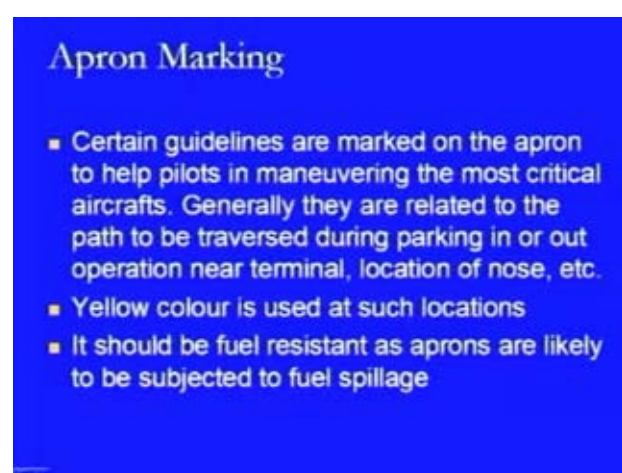 Apron Marking
Certain guidelines are marked on the apron
to help pilots in maneuvering the most critical
aircrafts. Generally they are related to the
path to be traversed during parking in or out
operation near terminal, location of nose, etc.
Yellow colour is used at such locations
It should be fuel resistant as aprons are likely
to be subjected to fuel spillage